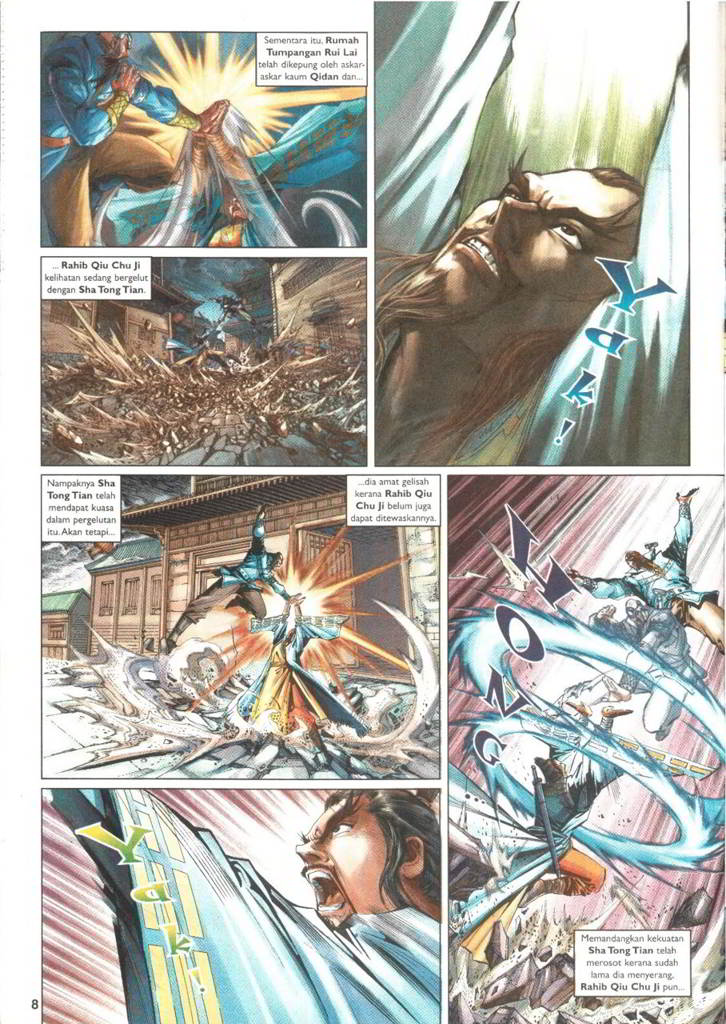 Sementara itu, Rumah
Tumpangan Rui Lai
telah dikepung oleh askar-
askar kaum Qidan dan...
Yak!
... Rahib Qiu Chu Ji
kelihatan sedang bergelut
dengan Sha Tong Tian.
Nampaknya Sha
Tong Tian telah
mendapat kuasa
dalam pergelutan
itu. Akan tetapi...
...dia amat gelisah
kerana Rahib Qiu
Chu Ji belum juga
dapat ditewaskannya.
HONG
Yak!
Memandangkan kekuatan
Sha Tong Tian telah
merosot kerana sudah
lama dia menyerang,
Rahib Qiu Chu Ji pun...
8